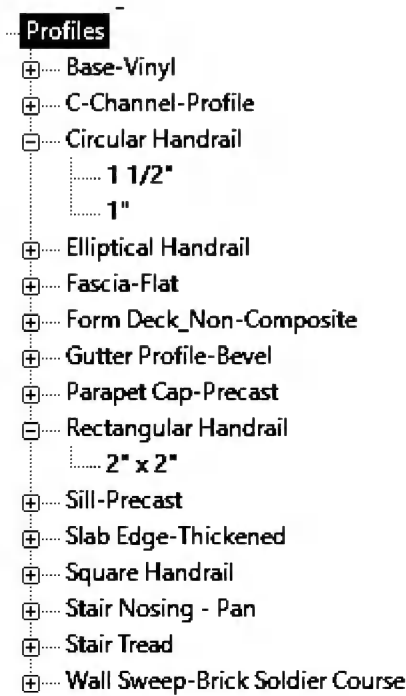 Profiles
Base-Vinyl
C-Channel-Profile
Circular Handrail
1 1/2"
1"
Elliptical Handrail
Fascia-Flat
Form Deck_Non-Composite
Gutter Profile-Bevel
Parapet Cap-Precast
Rectangular Handrail
2" x 2"
Sill-Precast
Slab Edge-Thickened
Square Handrail
Stair Nosing - Pan
Stair Tread
Wall Sweep-Brick Soldier Course